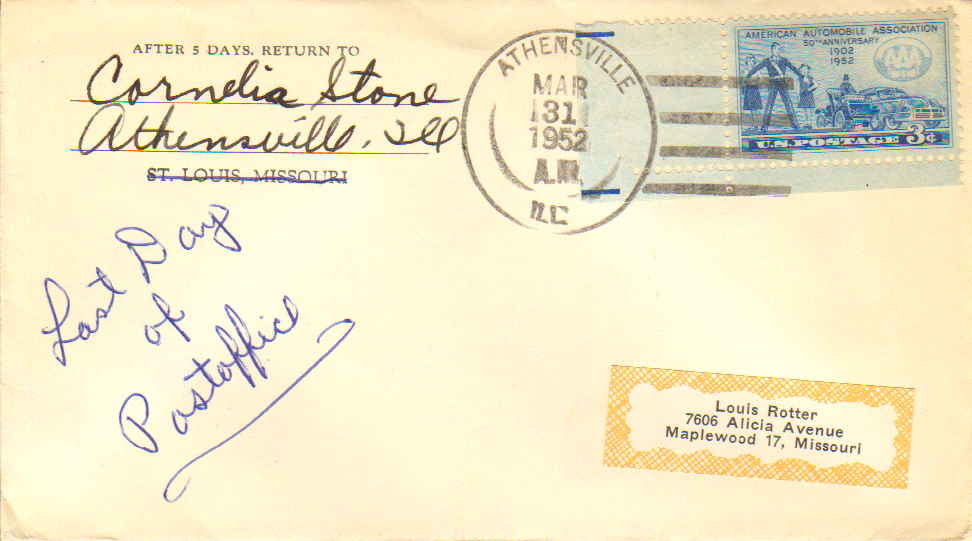 AFTER 5 DAYS, RETURN TO
Cornelia Stone
Athensville, Ill
ST. LOUIS, MISSOURI
ATHENSVILLE
MAR
31
1952
A.M.
ILL
AMERICAN AUTOMOBILE ASSOCIATION
50TH ANNIVERSARY
1902
1952
AAA
U.S. POSTAGE 3¢
Last Day
of
Postoffice
Louis Rotter
7606 Alicia Avenue
Maplewood 17, Missouri